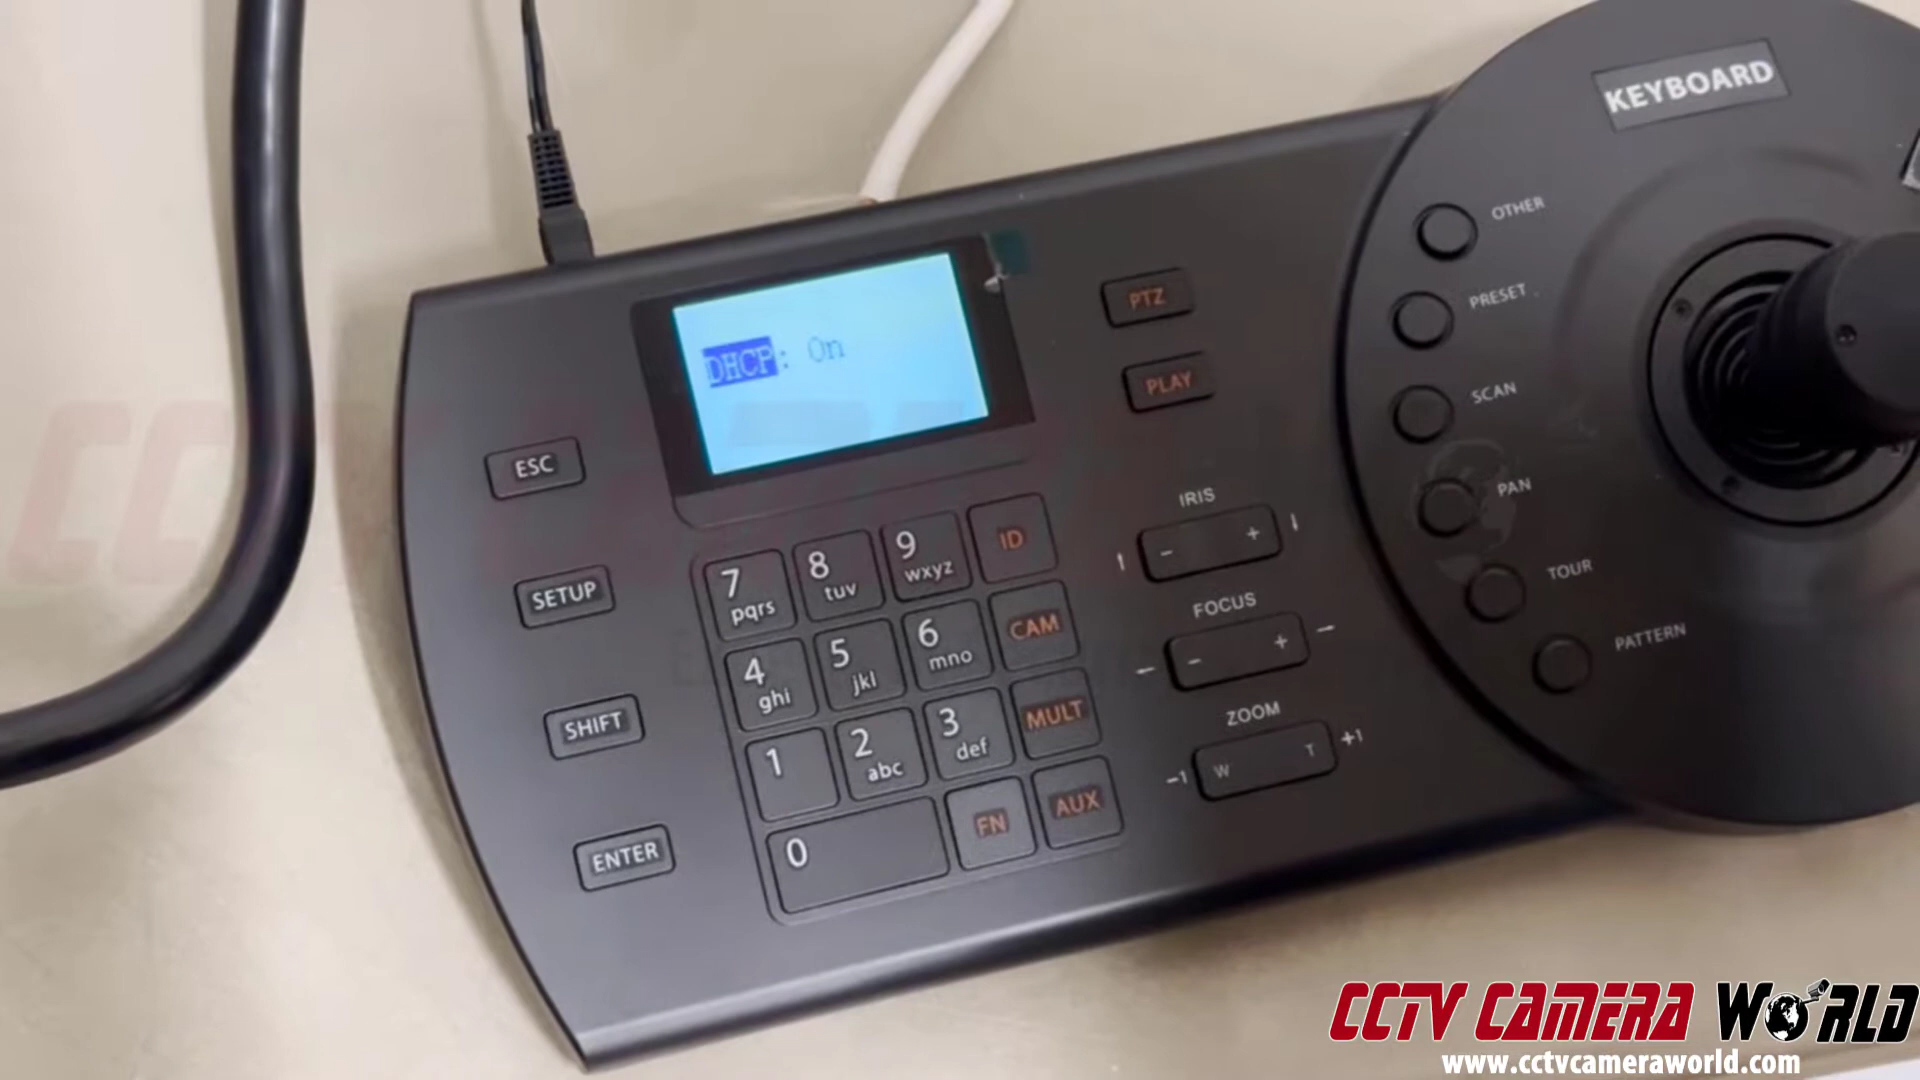 KEYBOARD
OTHER
PRESET
SCAN
PAN
TOUR
PATTERN
DHCP: On
PTZ
PLAY
ESC
SETUP
SHIFT
ENTER
7 pqrs
8 tuv
9 wxyz
ID
4 ghi
5 jkl
6 mno
CAM
1
2 abc
3 def
MULT
0
FN
AUX
IRIS
- +
FOCUS
- +
ZOOM
-1 W T +1
CCTV CAMERA WORLD
www.cctvcameraworld.com